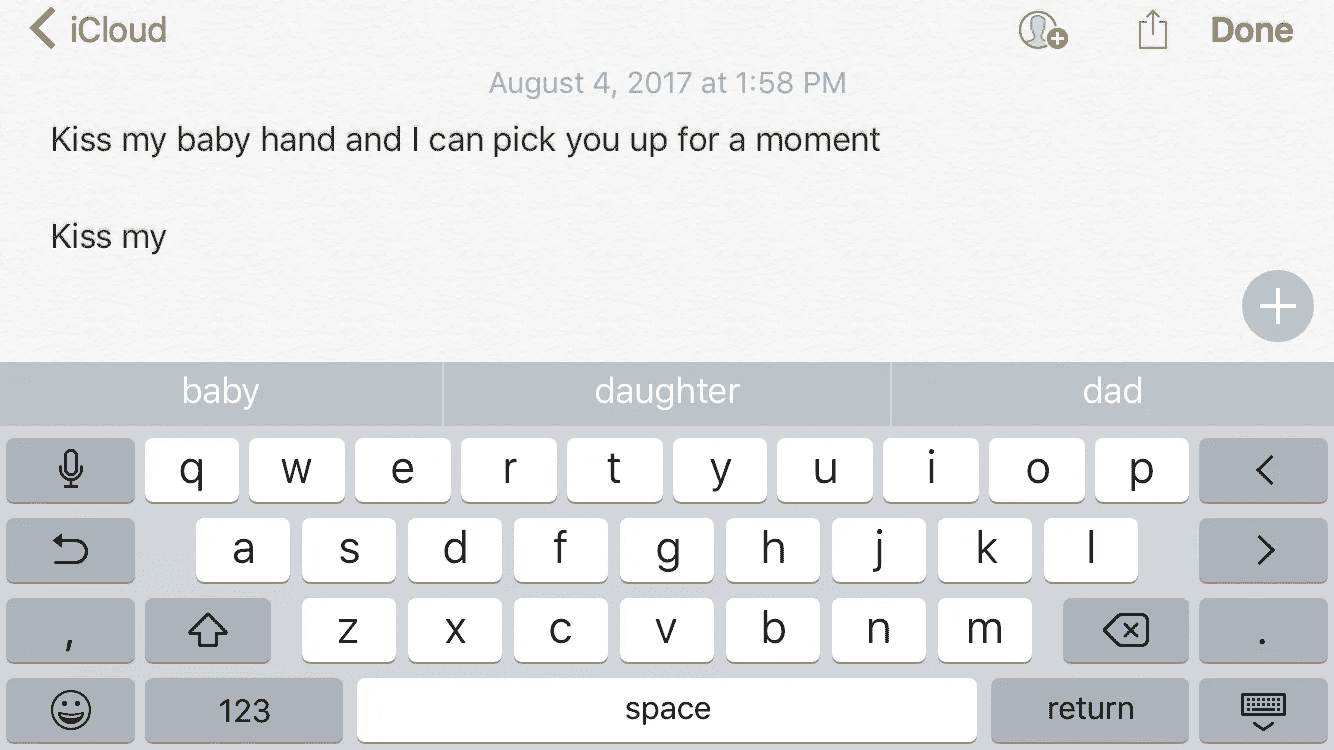 iCloud
Done
August 4, 2017 at 1:58 PM
Kiss my baby hand and I can pick you up for a moment
Kiss my
baby daughter dad
q w e r t y u i o p <
a s d f g h j k l >
, z x c v b n m .
123 space return